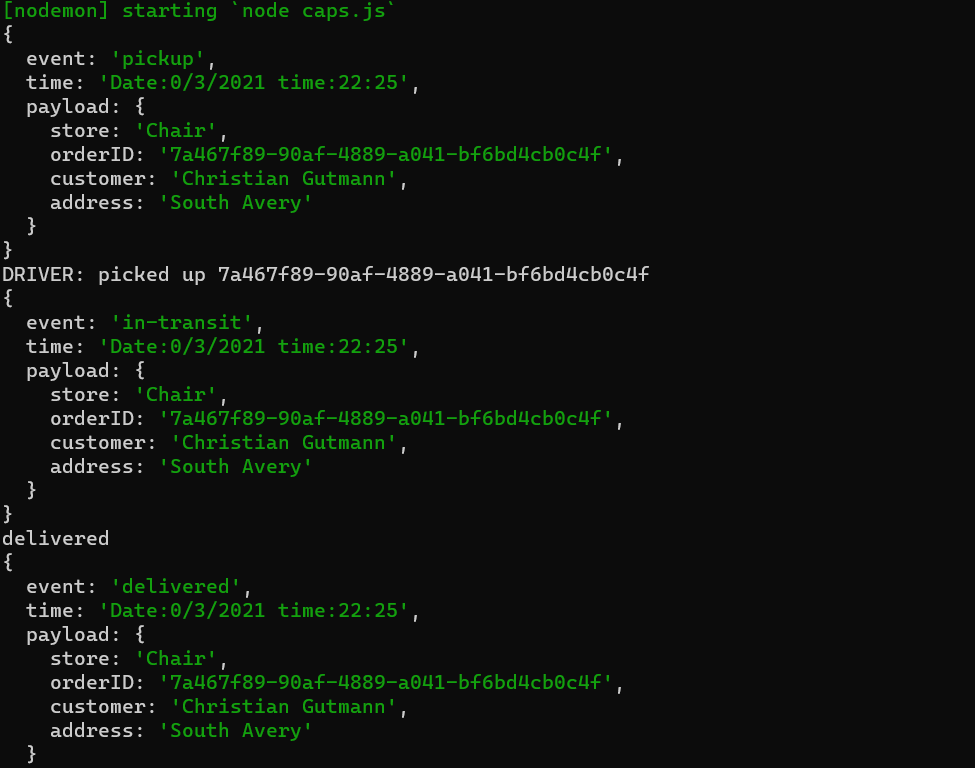 [nodemon] starting `node caps.js`
{
  event: 'pickup',
  time: 'Date:0/3/2021 time:22:25',
  payload: {
    store: 'Chair',
    orderID: '7a467f89-90af-4889-a041-bf6bd4cb0c4f',
    customer: 'Christian Gutmann',
    address: 'South Avery'
  }
}
DRIVER: picked up 7a467f89-90af-4889-a041-bf6bd4cb0c4f
{
  event: 'in-transit',
  time: 'Date:0/3/2021 time:22:25',
  payload: {
    store: 'Chair',
    orderID: '7a467f89-90af-4889-a041-bf6bd4cb0c4f',
    customer: 'Christian Gutmann',
    address: 'South Avery'
  }
}
delivered
{
  event: 'delivered',
  time: 'Date:0/3/2021 time:22:25',
  payload: {
    store: 'Chair',
    orderID: '7a467f89-90af-4889-a041-bf6bd4cb0c4f',
    customer: 'Christian Gutmann',
    address: 'South Avery'
  }